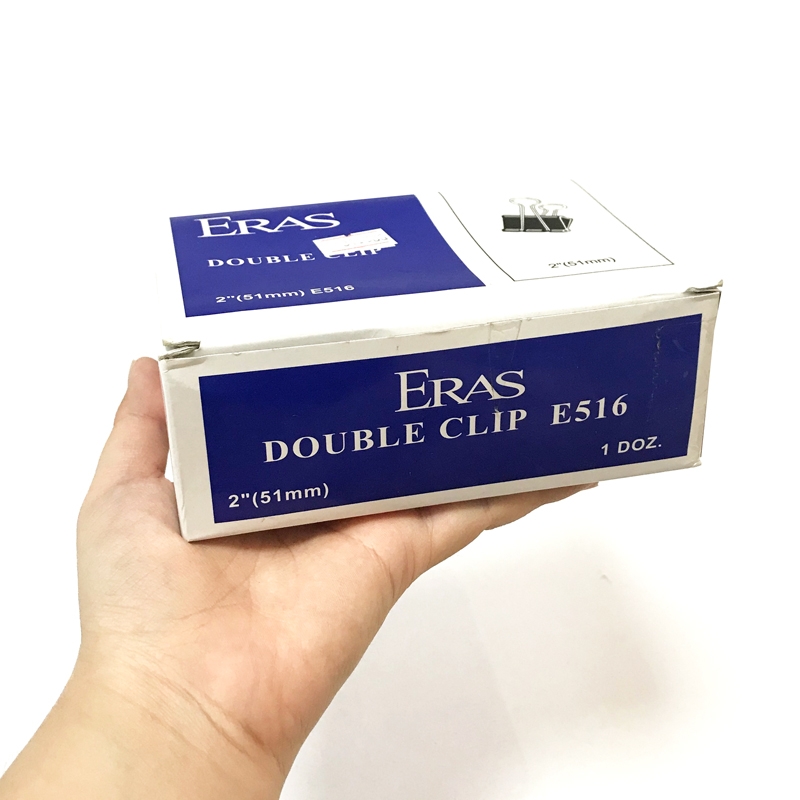 ERAS
DOUBLE CLIP
2"(51mm) E516
2"(51mm)
ERAS
DOUBLE CLIP E516
1 DOZ.
2"(51mm)